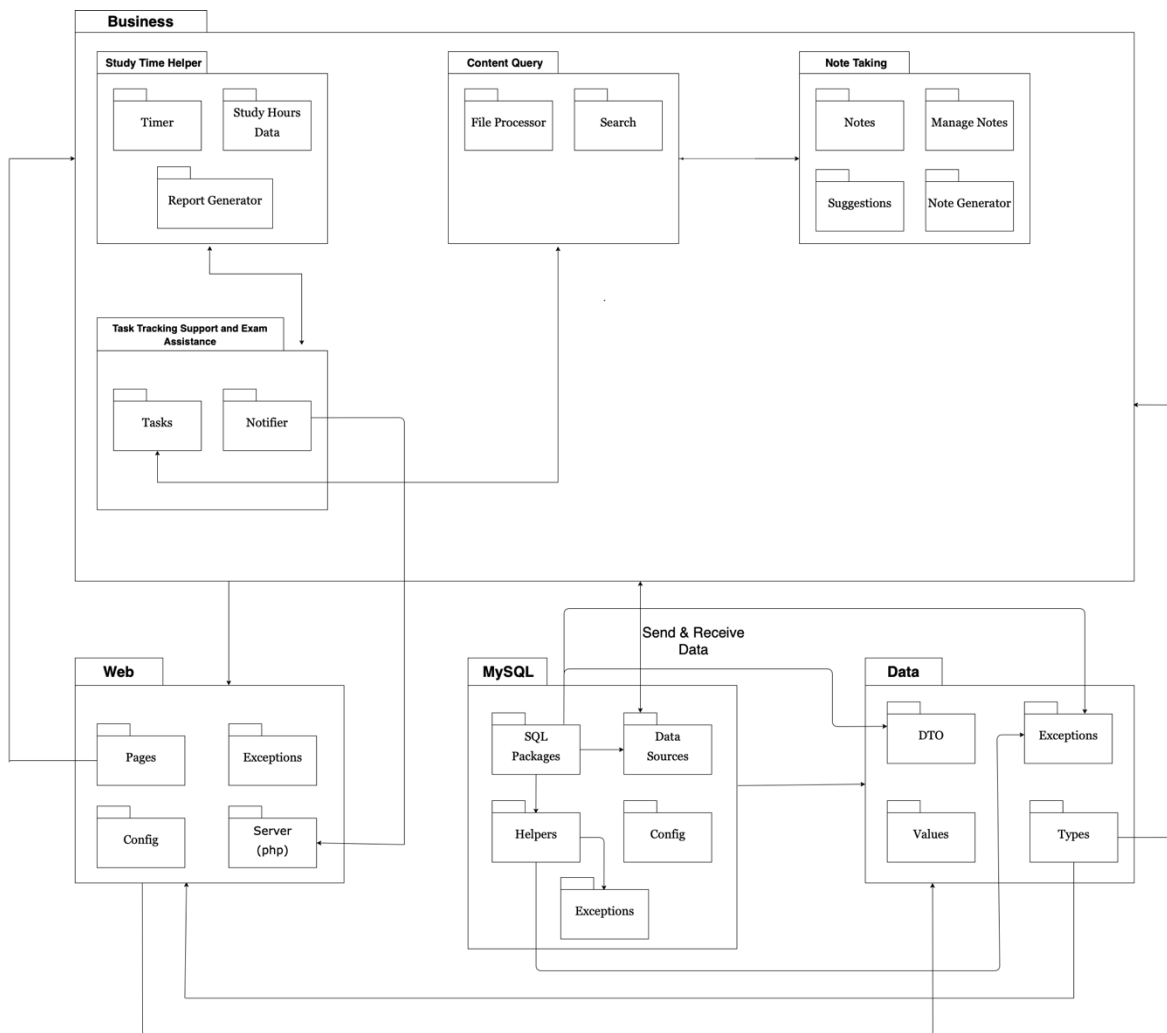 Business
Study Time Helper
Content Query
Note Taking
Timer
Study Hours
Data
File Processor
Search
Notes
Manage Notes
Report Generator
Suggestions
Note Generator
Task Tracking Support and Exam
Assistance
Tasks
Notifier
Send & Receive
Data
Web
MySQL
Data
Pages
Exceptions
SQL
Packages
Data
Sources
DTO
Exceptions
Config
Server
(php)
Helpers
Config
Values
Types
Exceptions